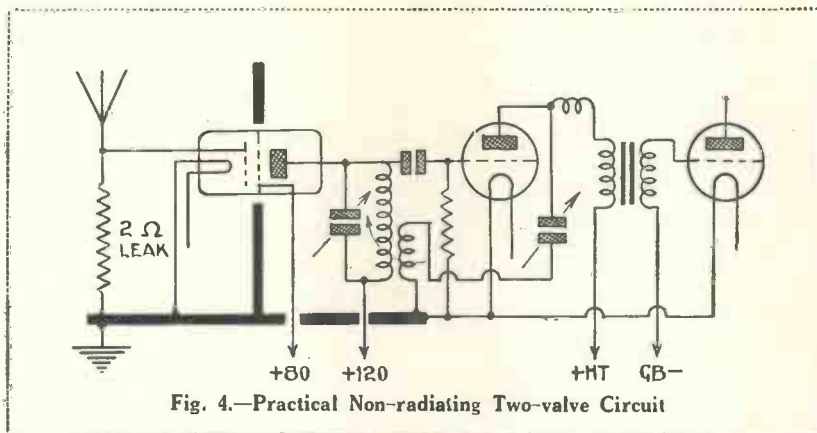 2 Ω
LEAK
+80
+120
+HT
GB–
Fig. 4.—Practical Non-radiating Two-valve Circuit